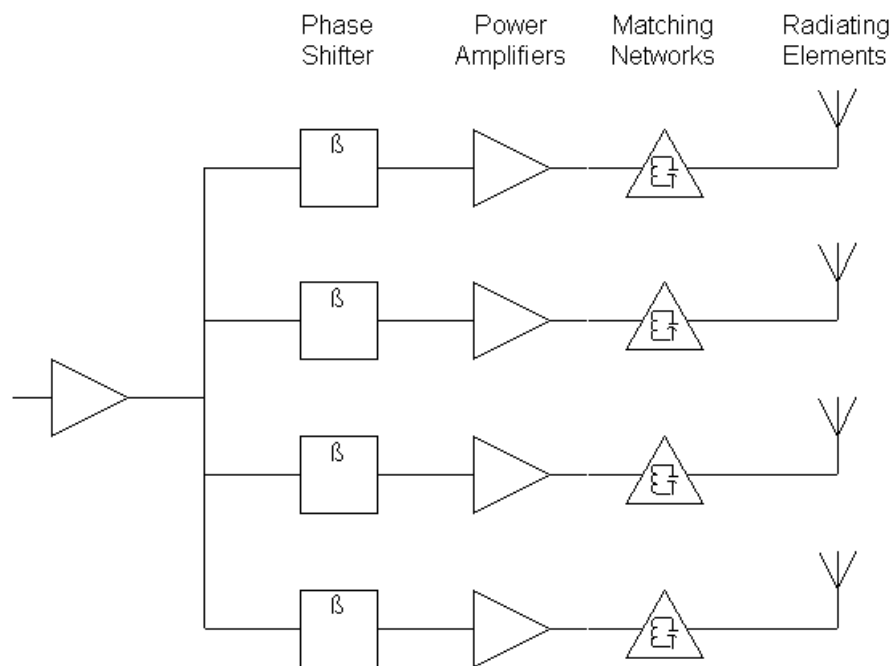 Phase
Shifter
Power
Amplifiers
Matching
Networks
Radiating
Elements
ß
ß
ß
ß